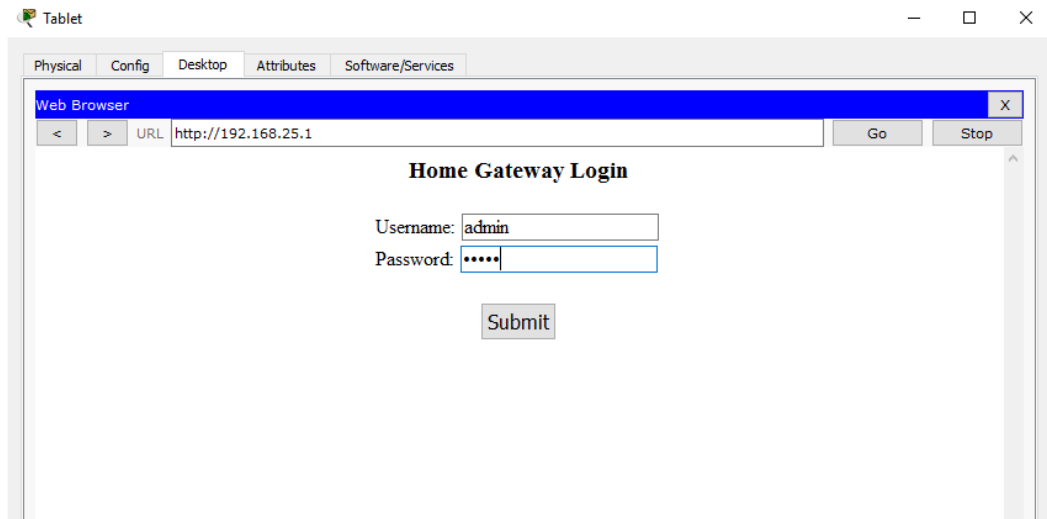 Tablet
Physical Config Desktop Attributes Software/Services
Web Browser X
< > URL http://192.168.25.1 Go Stop
Home Gateway Login
Username: admin
Password: •••••
Submit